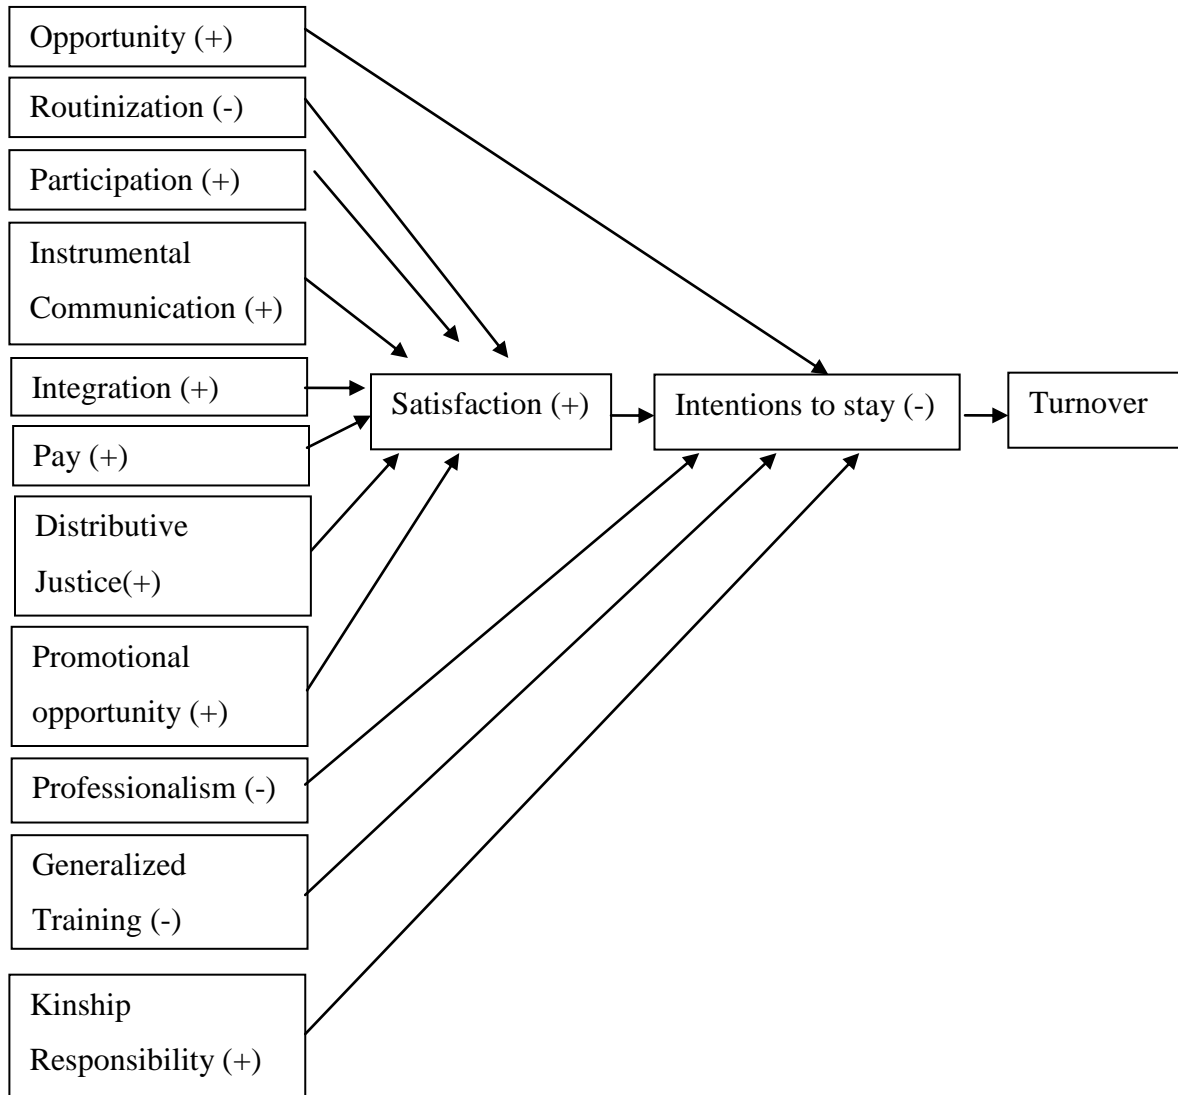 Opportunity (+)
Routinization (-)
Participation (+)
Instrumental
Communication (+)
Integration (+)
Pay (+)
Distributive
Justice(+)
Promotional
opportunity (+)
Professionalism (-)
Generalized
Training (-)
Kinship
Responsibility (+)
Satisfaction (+)
Intentions to stay (-)
Turnover